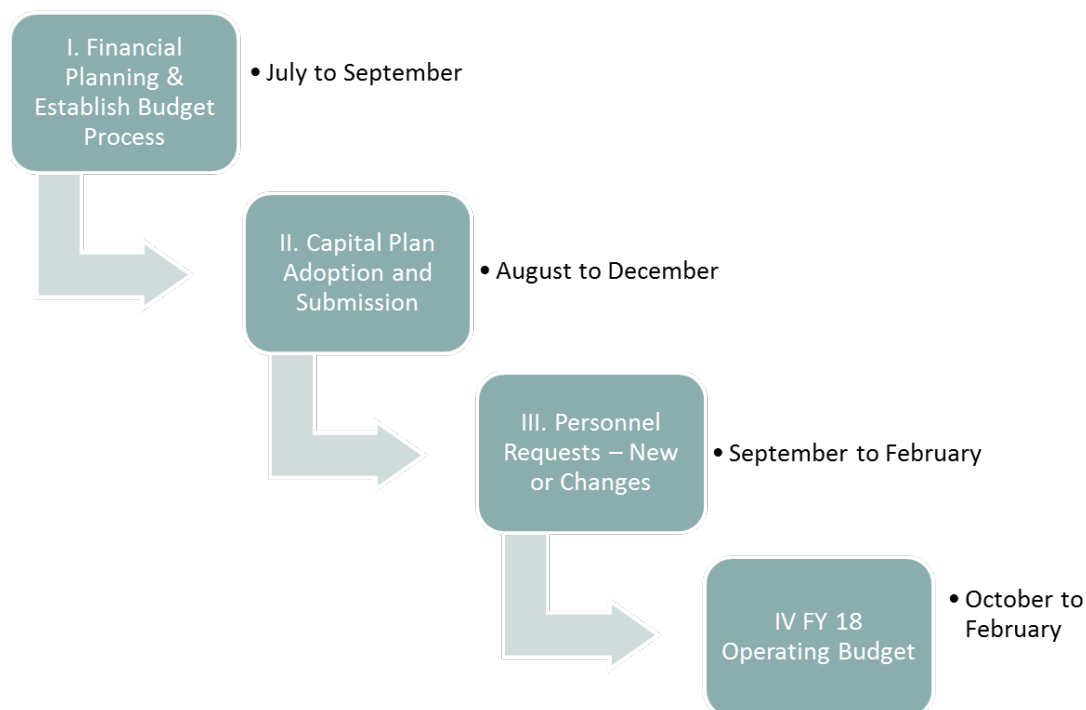 I. Financial
Planning &
Establish Budget
Process
• July to September
II. Capital Plan
Adoption and
Submission
• August to December
III. Personnel
Requests – New
or Changes
• September to February
IV FY 18
Operating Budget
• October to
February